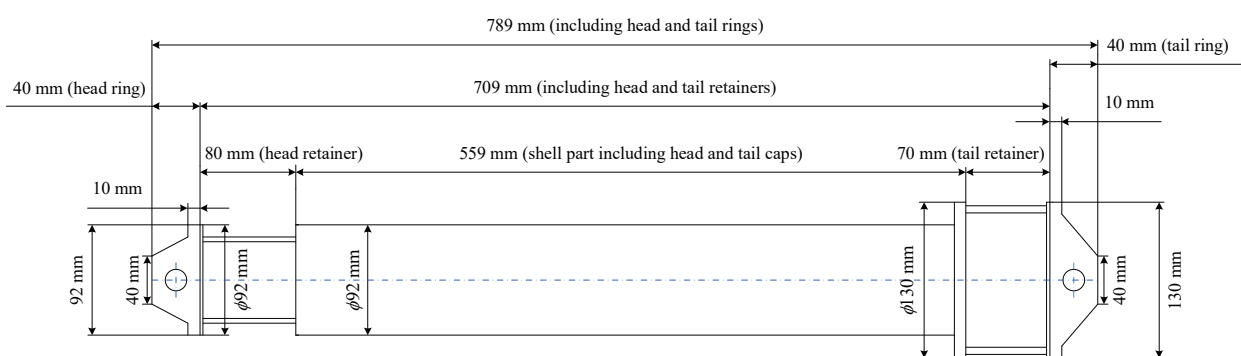 789 mm (including head and tail rings)
40 mm (tail ring)
40 mm (head ring)
709 mm (including head and tail retainers)
10 mm
80 mm (head retainer)
559 mm (shell part including head and tail caps)
70 mm (tail retainer)
10 mm
92 mm
40 mm
ϕ92 mm
ϕ92 mm
ϕ130 mm
40 mm
130 mm